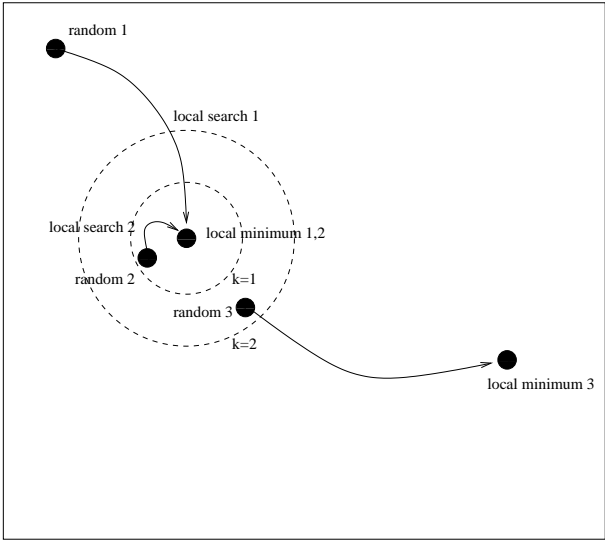 random 1
local search 1
local search 2
local minimum 1,2
random 2
k=1
random 3
k=2
local minimum 3